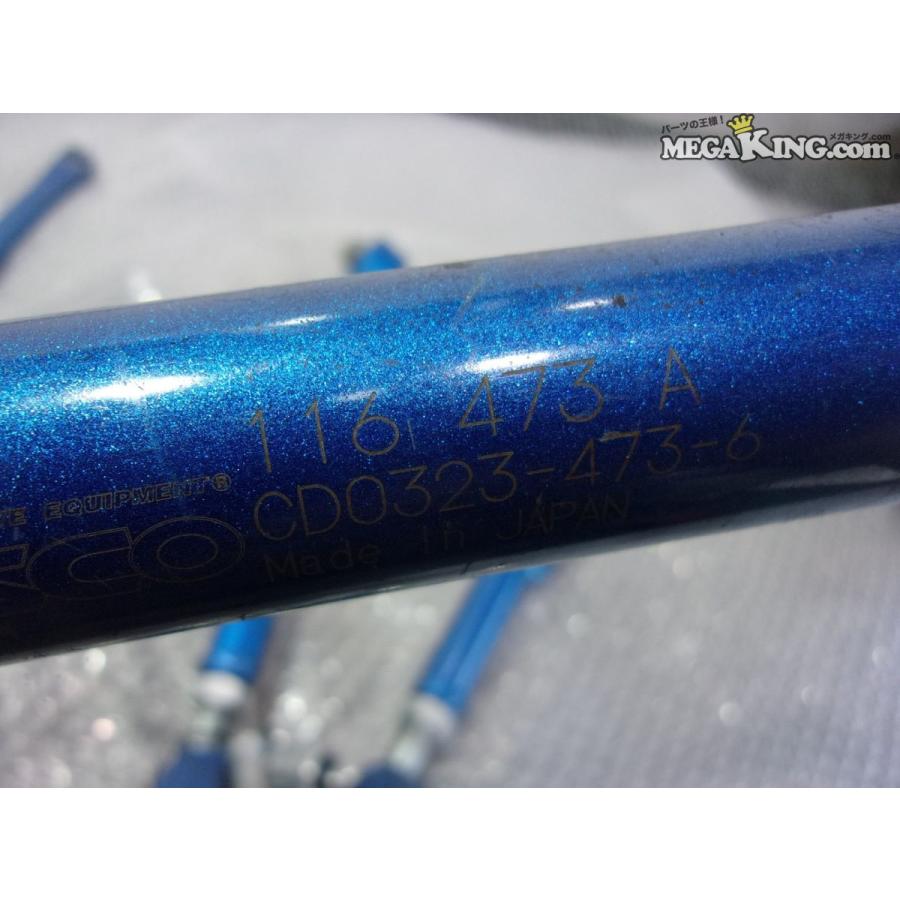 パーツの王様！
メガキング.com
MEGAKING.com
116 473 A
CD0323-473-6
EQUIPMENT®
Made in JAPAN